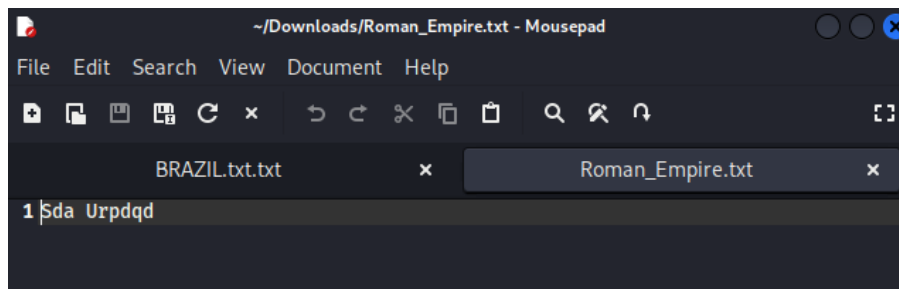 ~/Downloads/Roman_Empire.txt - Mousepad
File Edit Search View Document Help
BRAZIL.txt.txt × Roman_Empire.txt ×
1 Sda Urpdqd